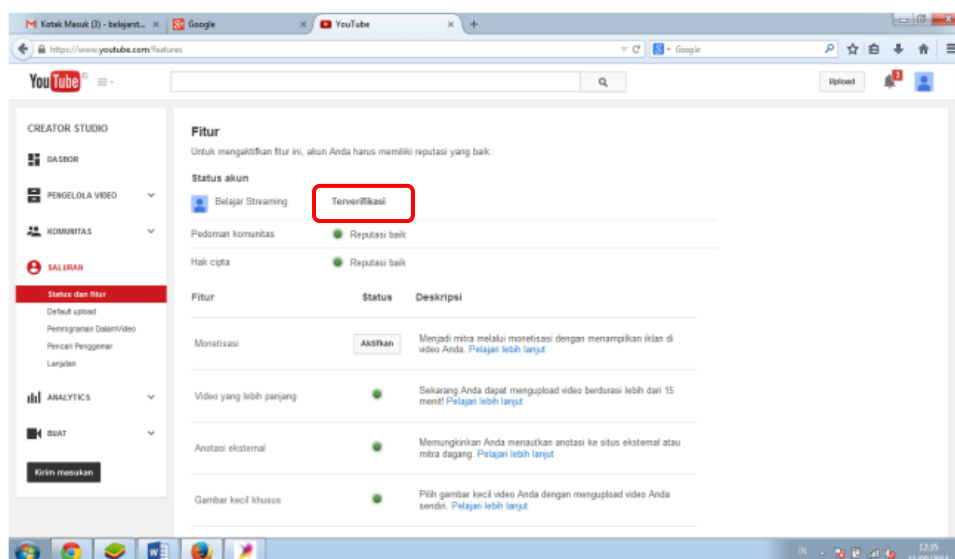 Kotak Masuk (3) - belajarst...
Google
YouTube
https://www.youtube.com/features
Google
YouTube
Upload
3
CREATOR STUDIO
DASBOR
PENGELOLA VIDEO
KOMUNITAS
SALURAN
Status dan fitur
Default upload
Pemrograman DalamVideo
Pencari Penggemar
Lanjutan
ANALYTICS
BUAT
Kirim masukan
Fitur
Untuk mengaktifkan fitur ini, akun Anda harus memiliki reputasi yang baik.
Status akun
Belajar Streaming Terverifikasi
Pedoman komunitas Reputasi baik
Hak cipta Reputasi baik
Fitur Status Deskripsi
Monetisasi Aktifkan Menjadi mitra melalui monetisasi dengan menampilkan iklan di
video Anda. Pelajari lebih lanjut
Video yang lebih panjang Sekarang Anda dapat mengupload video berdurasi lebih dari 15
menit! Pelajari lebih lanjut
Anotasi eksternal Memungkinkan Anda menautkan anotasi ke situs eksternal atau
mitra dagang. Pelajari lebih lanjut
Gambar kecil khusus Pilih gambar kecil video Anda dengan mengupload video Anda
sendiri. Pelajari lebih lanjut
IN
12:35